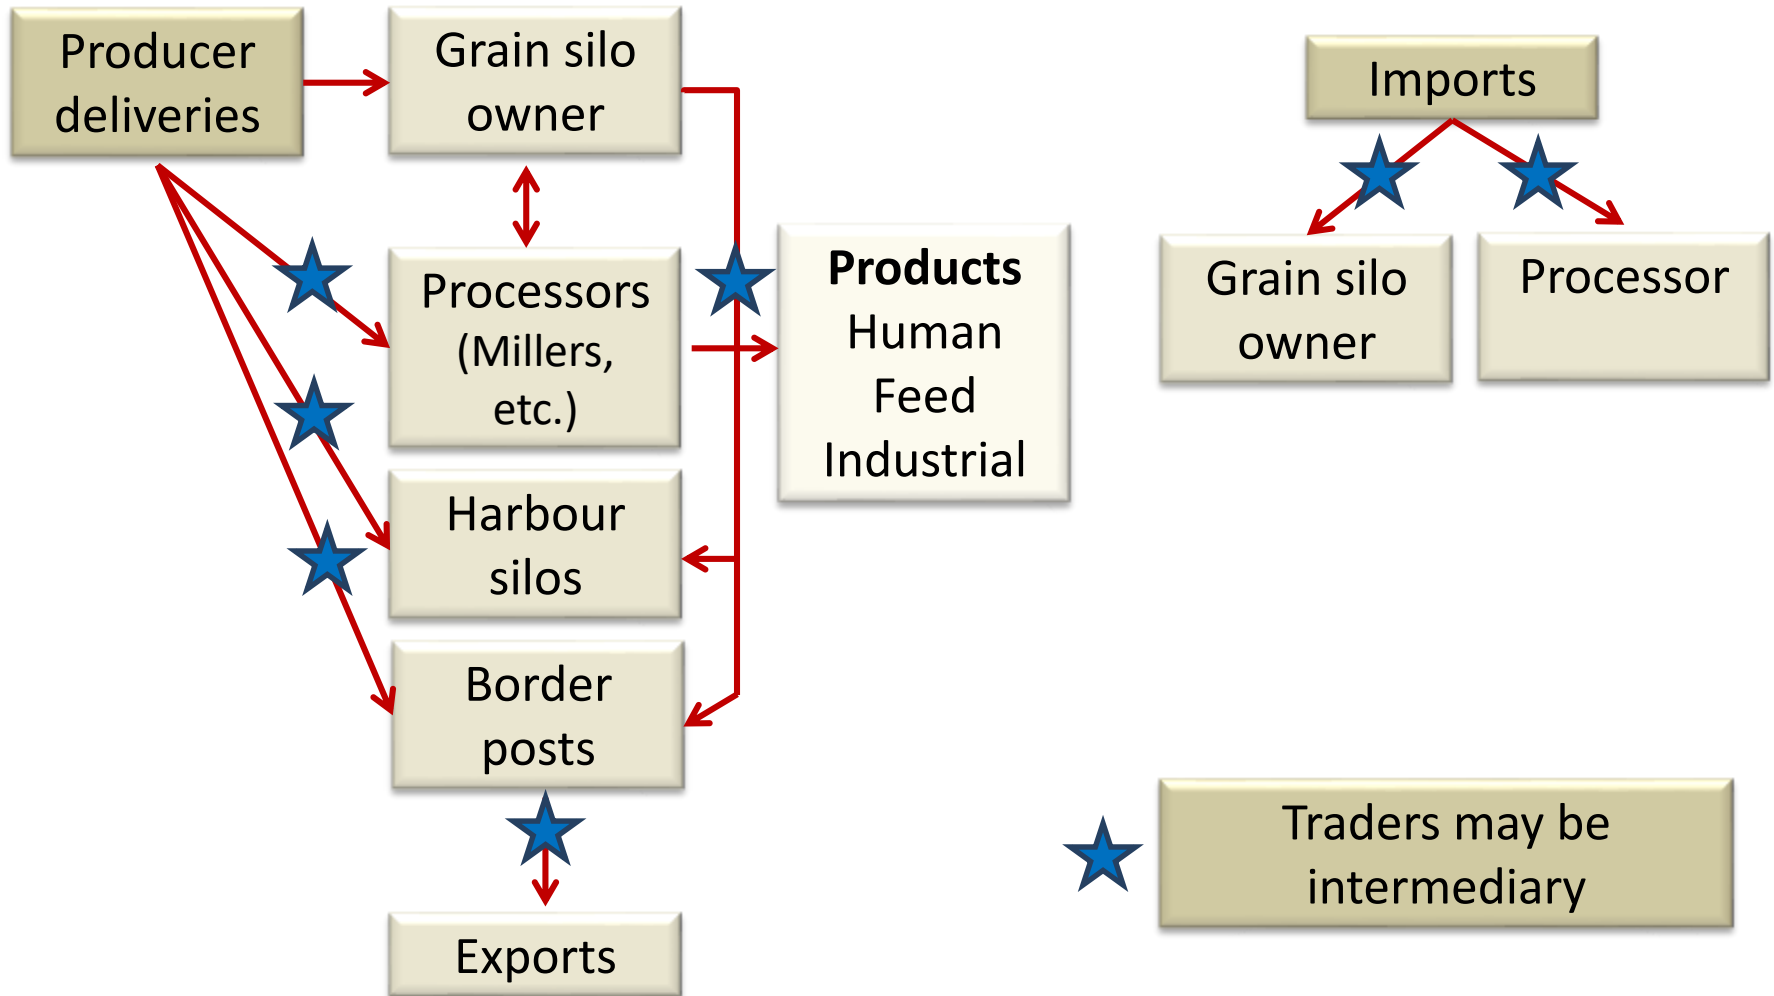 Producer
deliveries
Grain silo
owner
Processors
(Millers,
etc.)
Harbour
silos
Border
posts
Exports
Products
Human
Feed
Industrial
Imports
Grain silo
owner
Processor
Traders may be
intermediary